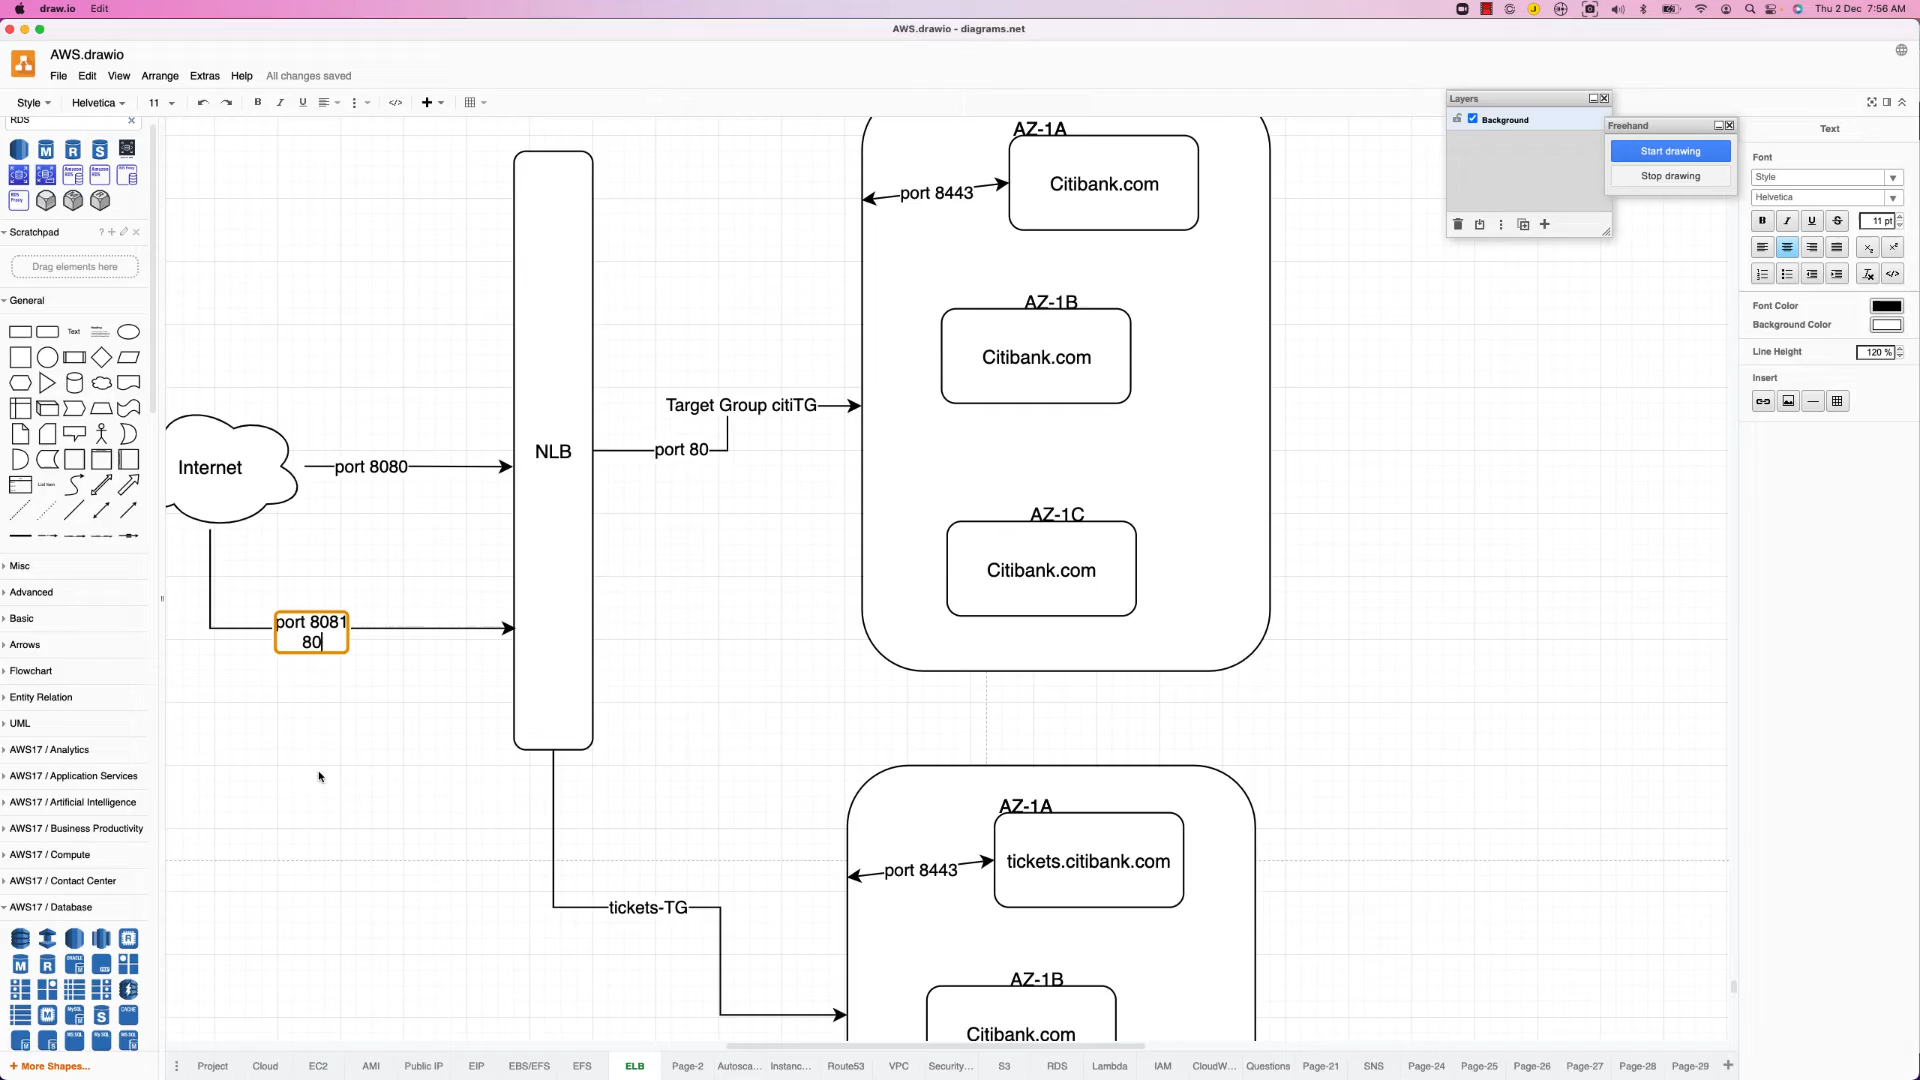 draw.io Edit
Thu 2 Dec 7:56 AM
AWS.drawio - diagrams.net
AWS.drawio
File Edit View Arrange Extras Help All changes saved
Style Helvetica 11 B I U
RDS
Scratchpad
Drag elements here
General
Text
Misc
Advanced
Basic
Arrows
Flowchart
Entity Relation
UML
AWS17 / Analytics
AWS17 / Application Services
AWS17 / Artificial Intelligence
AWS17 / Business Productivity
AWS17 / Compute
AWS17 / Contact Center
AWS17 / Database
+ More Shapes...
Internet
port 8080
port 8081
80
NLB
port 80
Target Group citiTG
AZ-1A
port 8443
Citibank.com
AZ-1B
Citibank.com
AZ-1C
Citibank.com
tickets-TG
AZ-1A
port 8443
tickets.citibank.com
AZ-1B
Citibank.com
Layers
Background
Freehand
Start drawing
Stop drawing
Text
Font
Style
Helvetica
B I U S 11 pt
Font Color
Background Color
Line Height 120 %
Insert
Project Cloud EC2 AMI Public IP EIP EBS/EFS EFS ELB Page-2 Autosca... Instanc... Route53 VPC Security... S3 RDS Lambda IAM CloudW... Questions Page-21 SNS Page-24 Page-25 Page-26 Page-27 Page-28 Page-29